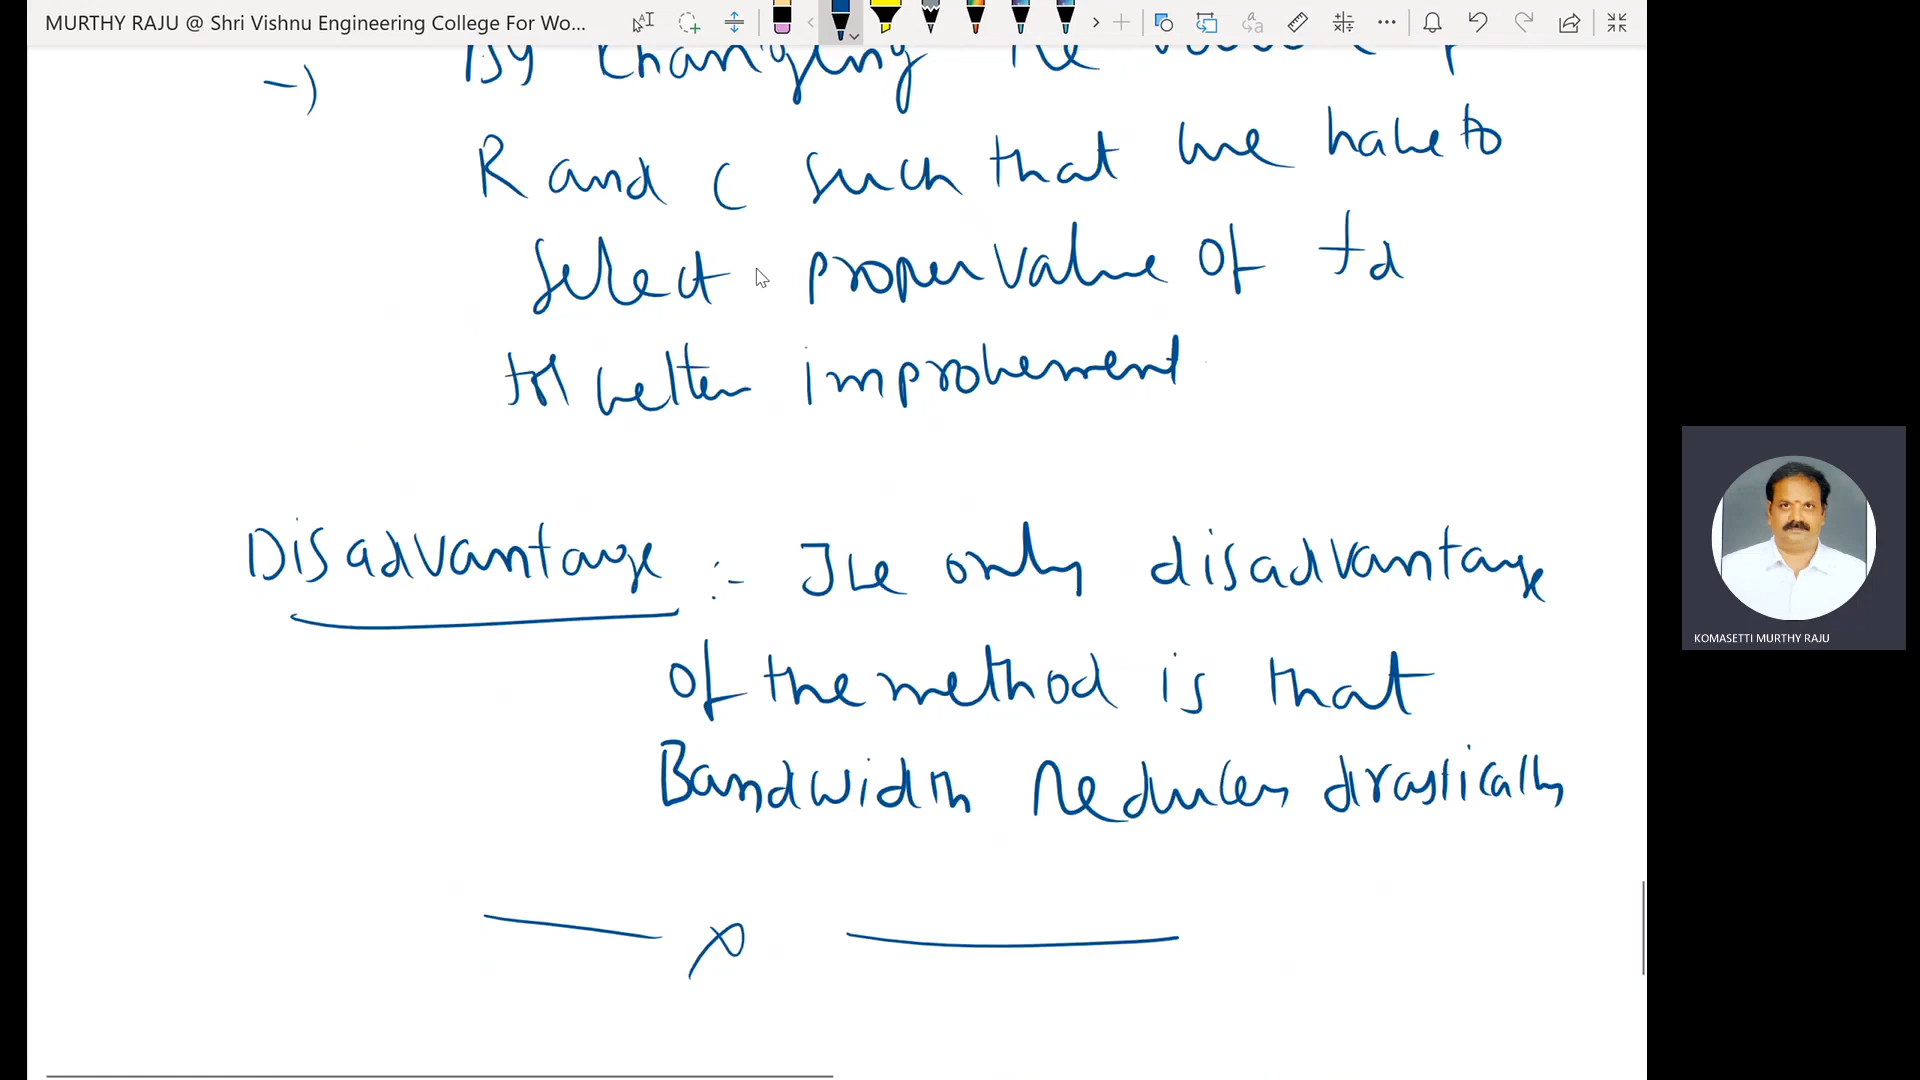 MURTHY RAJU @ Shri Vishnu Engineering College For Wo...
-) By changing the value of
R and C such that we have to
select proper value of fd
for better improvement
Disadvantage :- The only disadvantage
of the method is that
Bandwidth reduces drastically
x
KOMASETTI MURTHY RAJU